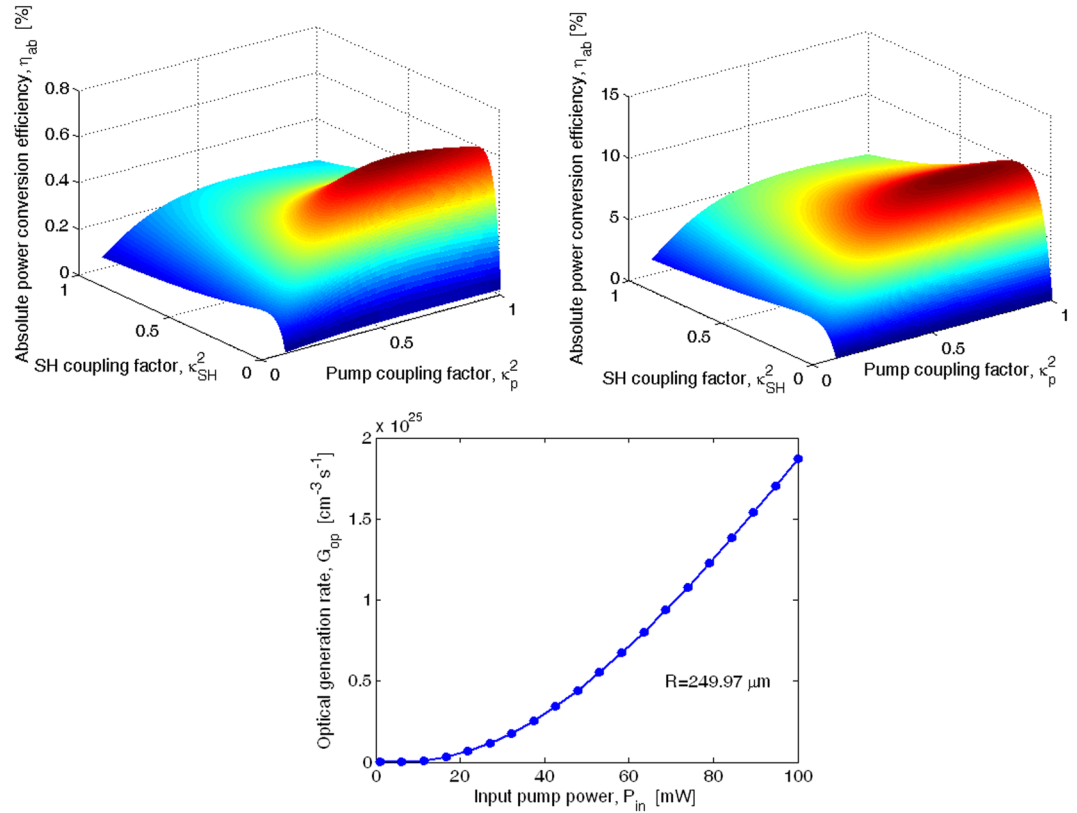 Absolute power conversion efficiency, η_ab [%]
0.8
0.6
0.4
0.2
0
1
0.5
0
SH coupling factor, κ²_SH
0
0.5
1
Pump coupling factor, κ²_p
Absolute power conversion efficiency, η_ab [%]
15
10
5
0
1
0.5
0
SH coupling factor, κ²_SH
0
0.5
1
Pump coupling factor, κ²_p
x 10²⁵
2
1.5
1
0.5
0
Optical generation rate, G_op [cm⁻³ s⁻¹]
R=249.97 μm
0 20 40 60 80 100
Input pump power, P_in [mW]